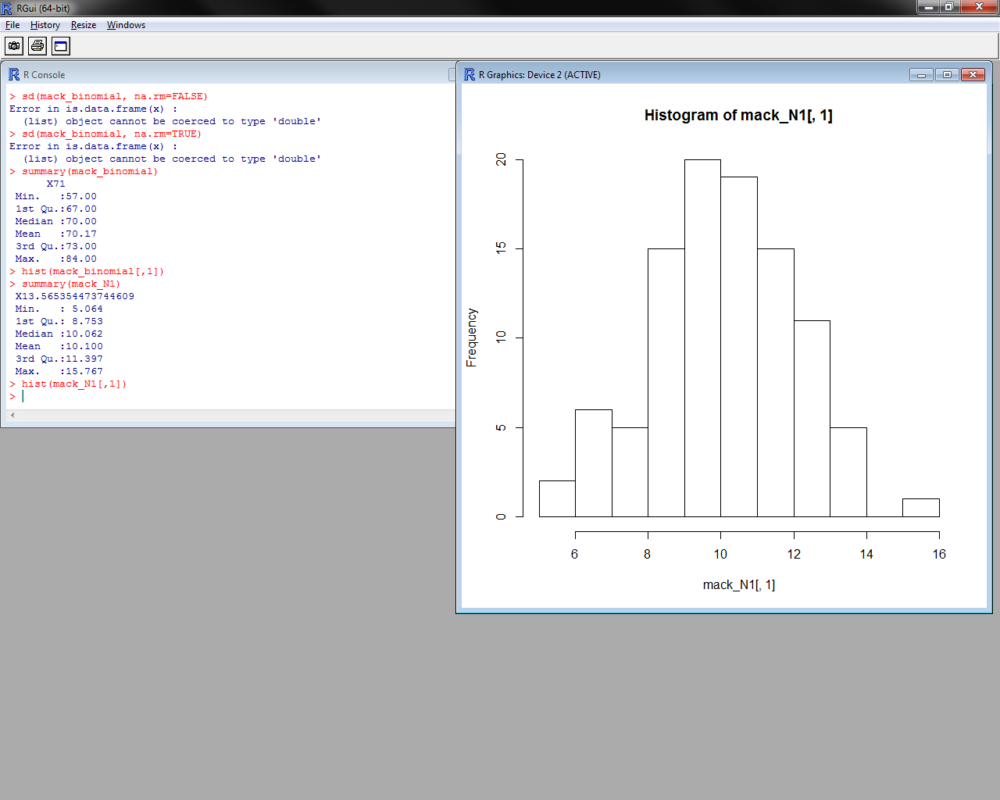 RGui (64-bit)
File History Resize Windows
R Console
> sd(mack_binomial, na.rm=FALSE)
Error in is.data.frame(x) :
  (list) object cannot be coerced to type 'double'
> sd(mack_binomial, na.rm=TRUE)
Error in is.data.frame(x) :
  (list) object cannot be coerced to type 'double'
> summary(mack_binomial)
      X71
 Min.   :57.00
 1st Qu.:67.00
 Median :70.00
 Mean   :70.17
 3rd Qu.:73.00
 Max.   :84.00
> hist(mack_binomial[,1])
> summary(mack_N1)
 X13.565354473744609
 Min.   : 5.064
 1st Qu.: 8.753
 Median :10.062
 Mean   :10.100
 3rd Qu.:11.397
 Max.   :15.767
> hist(mack_N1[,1])
>
R Graphics: Device 2 (ACTIVE)
Histogram of mack_N1[, 1]
Frequency
20
15
10
5
0
6 8 10 12 14 16
mack_N1[, 1]